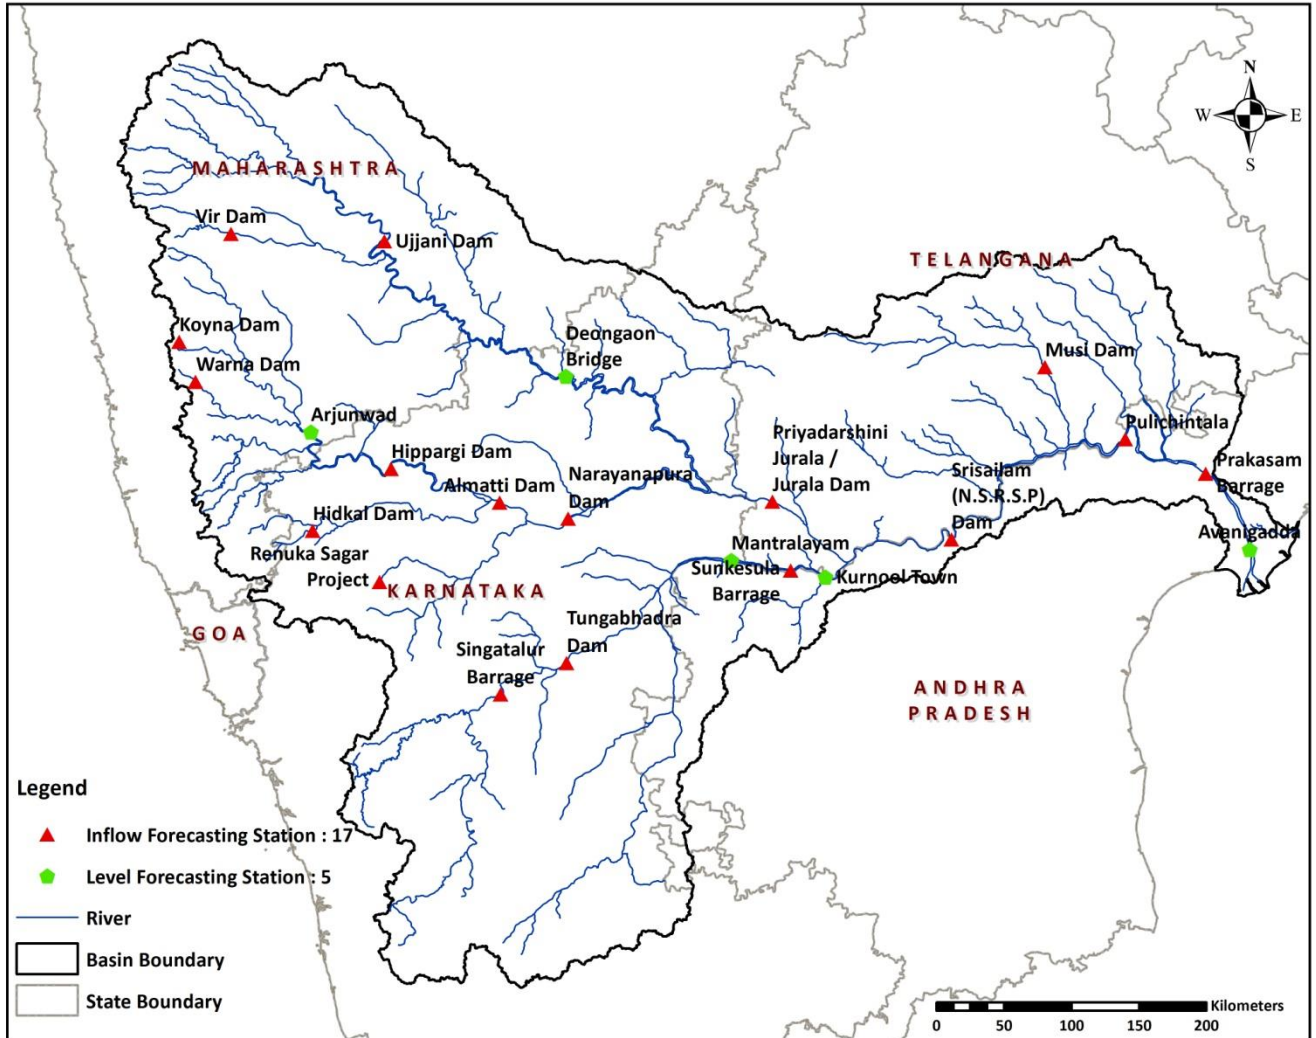 N
W
E
S
MAHARASHTRA
Vir Dam
Ujjani Dam
TELANGANA
Koyna Dam
Warna Dam
Deongaon
Bridge
Musi Dam
Arjunwad
Hippargi Dam
Almatti Dam
Narayanapura
Dam
Priyadarshini
Jurala /
Jurala Dam
Pulichintala
Srisailam
(N.S.R.S.P)
Dam
Prakasam
Barrage
Hidkal Dam
Renuka Sagar
Project
Mantralayam
Sunkesula
Barrage
Kurnool Town
Avanigadda
KARNATAKA
GOA
Tungabhadra
Dam
Singatalur
Barrage
ANDHRA
PRADESH
Legend
Inflow Forecasting Station : 17
Level Forecasting Station : 5
River
Basin Boundary
State Boundary
Kilometers
0 50 100 150 200